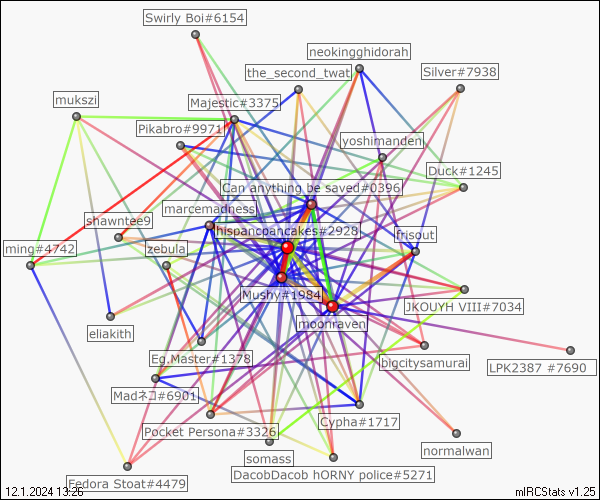 Swirly Boi#6154
neokingghidorah
the_second_twat
Silver#7938
mukszi
Majestic#3375
Pikabro#9971
yoshimanden
Duck#1245
Can anything be saved#0396
marcemadness
shawntee9
hispancpancakes#2928
frisout
ming#4742
zebula
Mushy#1984
JKOUYH VIII#7034
moonraven
eliakith
Eg.Master#1378
bigcitysamurai
LPK2387 #7690
Madネコ#6901
Cypha#1717
Pocket Persona#3326
normalwan
somass
DacobDacob hORNY police#5271
Fedora Stoat#4479
12.1.2024 13:26
mIRCStats v1.25